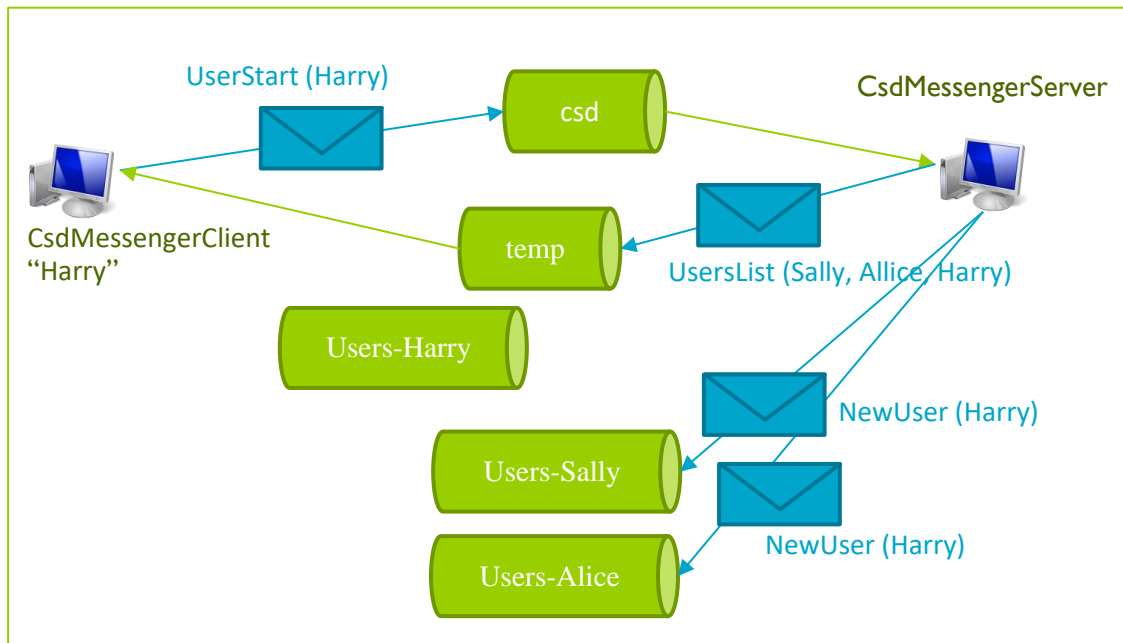 UserStart (Harry)
csd
CsdMessengerServer
CsdMessengerClient
“Harry”
temp
UsersList (Sally, Allice, Harry)
Users-Harry
NewUser (Harry)
Users-Sally
NewUser (Harry)
Users-Alice